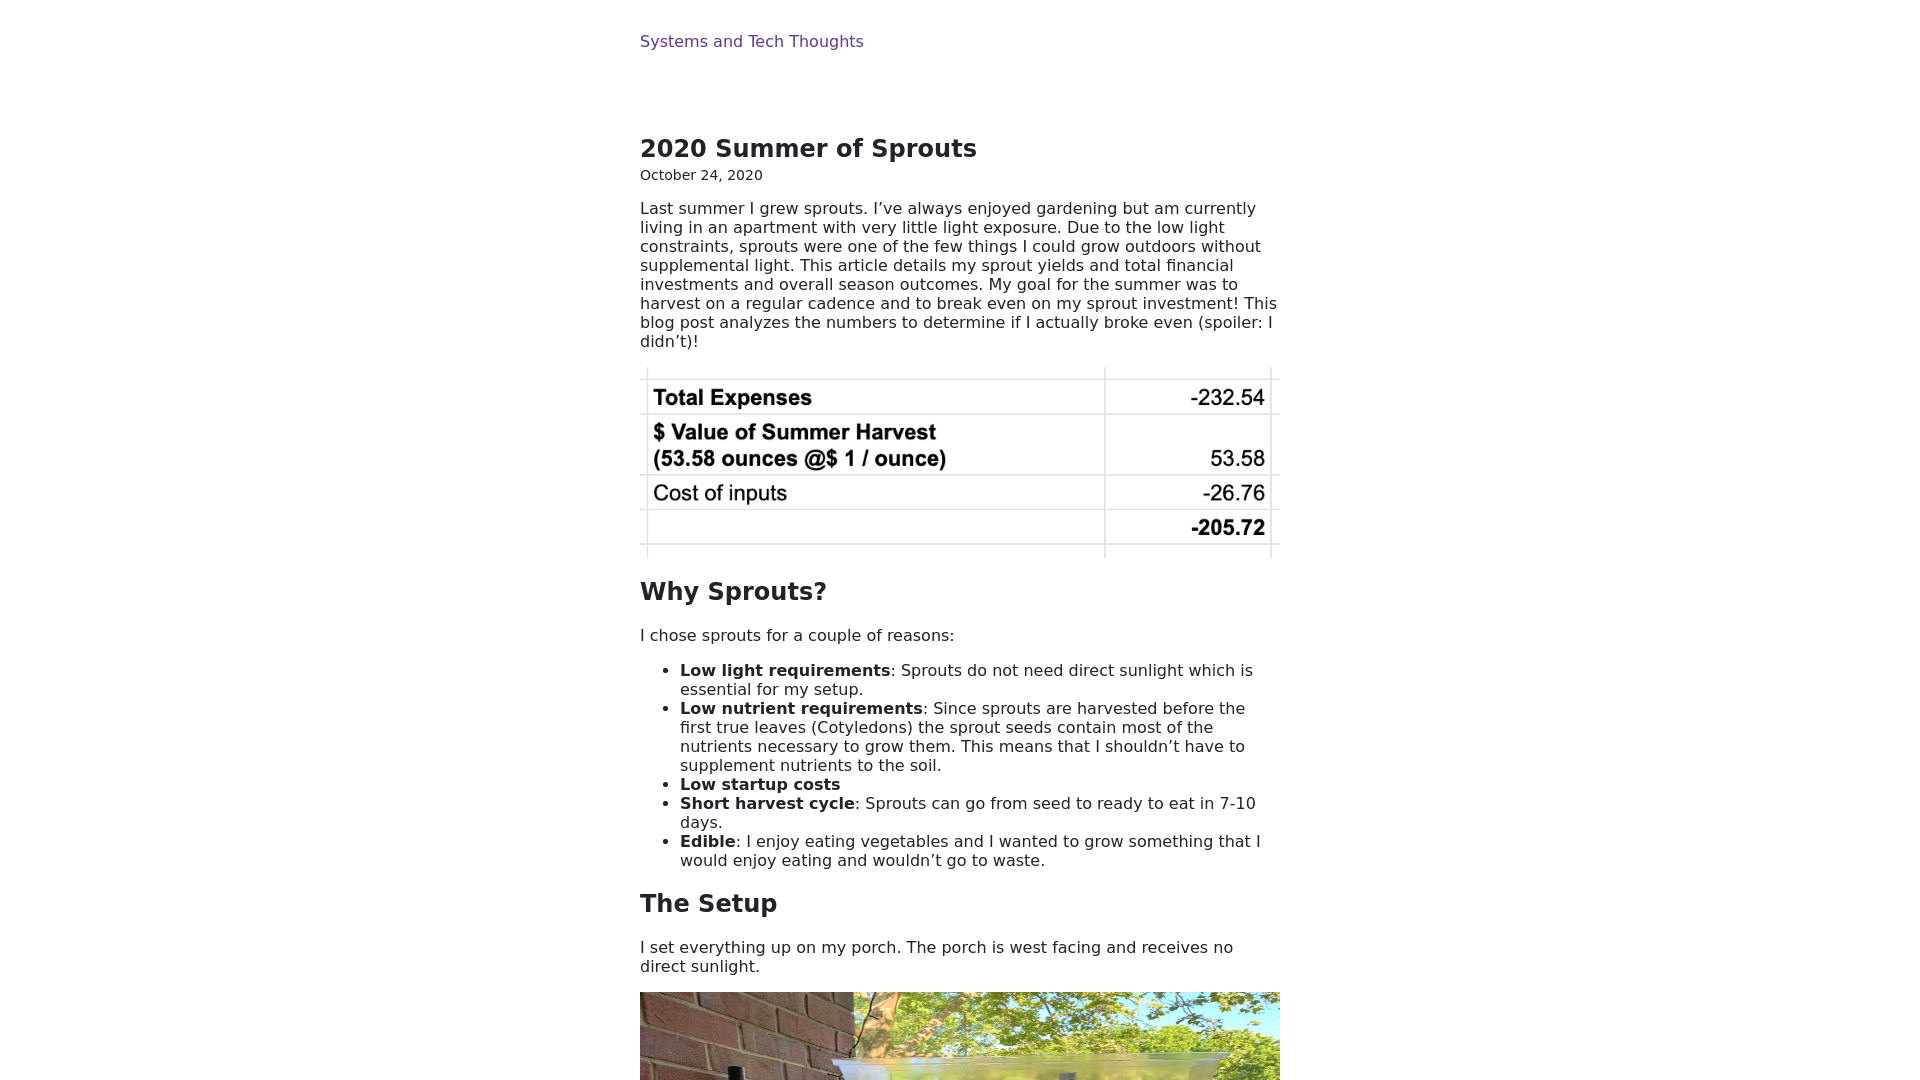 Systems and Tech Thoughts
2020 Summer of Sprouts
October 24, 2020
Last summer I grew sprouts. I’ve always enjoyed gardening but am currently
living in an apartment with very little light exposure. Due to the low light
constraints, sprouts were one of the few things I could grow outdoors without
supplemental light. This article details my sprout yields and total financial
investments and overall season outcomes. My goal for the summer was to
harvest on a regular cadence and to break even on my sprout investment! This
blog post analyzes the numbers to determine if I actually broke even (spoiler: I
didn’t)!
Total Expenses -232.54
$ Value of Summer Harvest
(53.58 ounces @$ 1 / ounce) 53.58
Cost of inputs -26.76
-205.72
Why Sprouts?
I chose sprouts for a couple of reasons:
• Low light requirements: Sprouts do not need direct sunlight which is
essential for my setup.
• Low nutrient requirements: Since sprouts are harvested before the
first true leaves (Cotyledons) the sprout seeds contain most of the
nutrients necessary to grow them. This means that I shouldn’t have to
supplement nutrients to the soil.
• Low startup costs
• Short harvest cycle: Sprouts can go from seed to ready to eat in 7-10
days.
• Edible: I enjoy eating vegetables and I wanted to grow something that I
would enjoy eating and wouldn’t go to waste.
The Setup
I set everything up on my porch. The porch is west facing and receives no
direct sunlight.